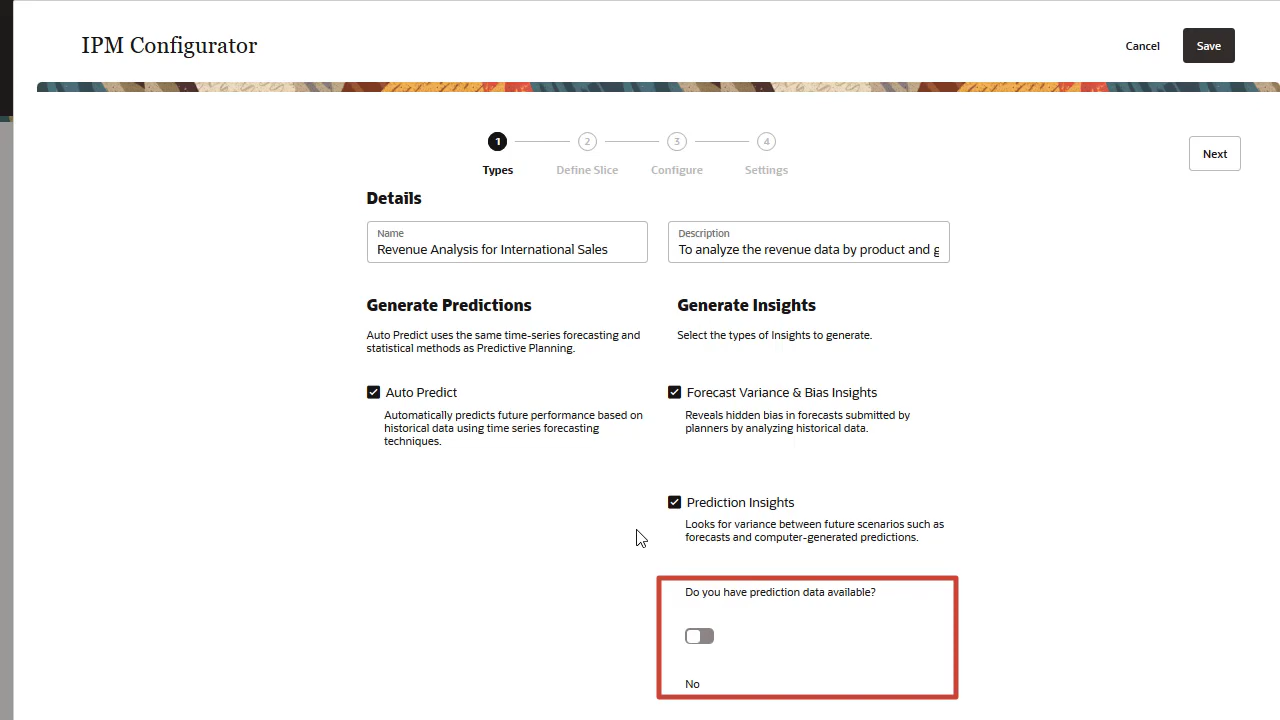 IPM Configurator
Cancel
Save
1
2
3
4
Types
Define Slice
Configure
Settings
Next
Details
Name
Revenue Analysis for International Sales
Description
To analyze the revenue data by product and g
Generate Predictions
Auto Predict uses the same time-series forecasting and
statistical methods as Predictive Planning.
Auto Predict
Automatically predicts future performance based on
historical data using time series forecasting
techniques.
Generate Insights
Select the types of Insights to generate.
Forecast Variance & Bias Insights
Reveals hidden bias in forecasts submitted by
planners by analyzing historical data.
Prediction Insights
Looks for variance between future scenarios such as
forecasts and computer-generated predictions.
Do you have prediction data available?
No